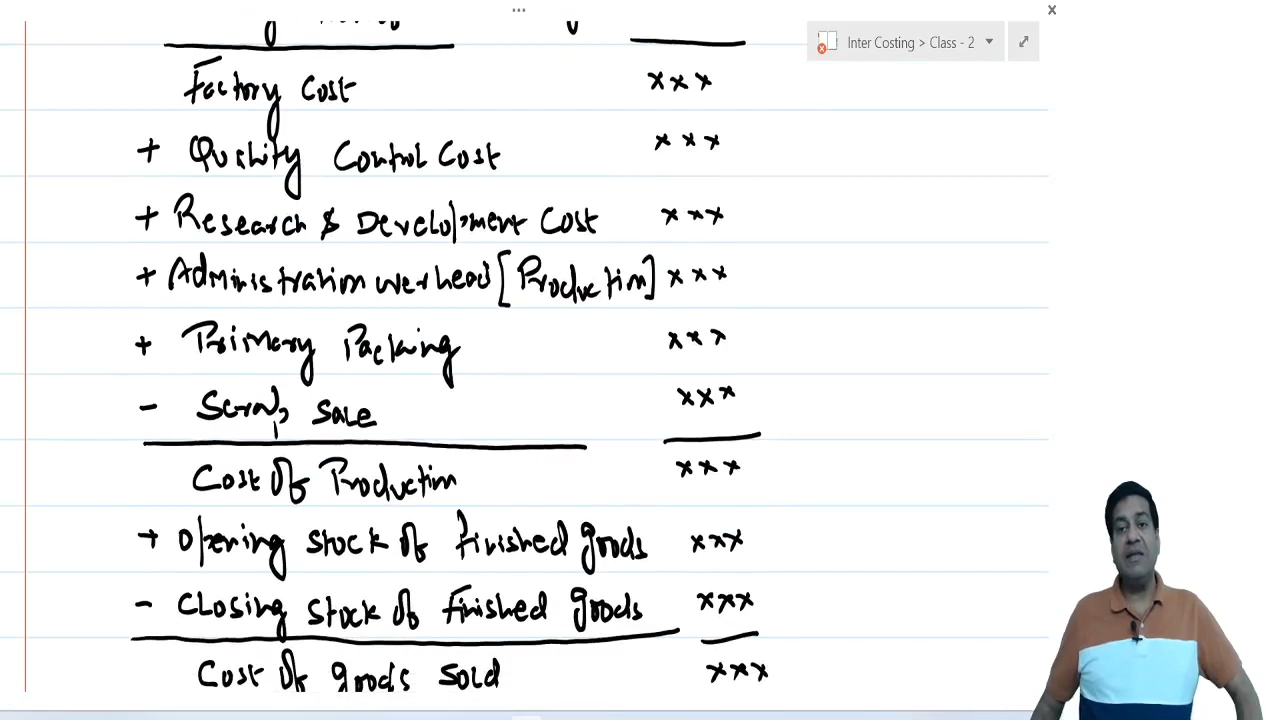 ...
x
Inter Costing > Class - 2
Factory Cost xxx
+ Quality Control Cost xxx
+ Research & Development Cost xxx
+ Administration overhead [Production] xxx
+ Primary Packing xxx
- Scrap Sale xxx
Cost of Production xxx
+ Opening stock of finished goods xxx
- Closing stock of finished goods xxx
Cost of goods sold xxx